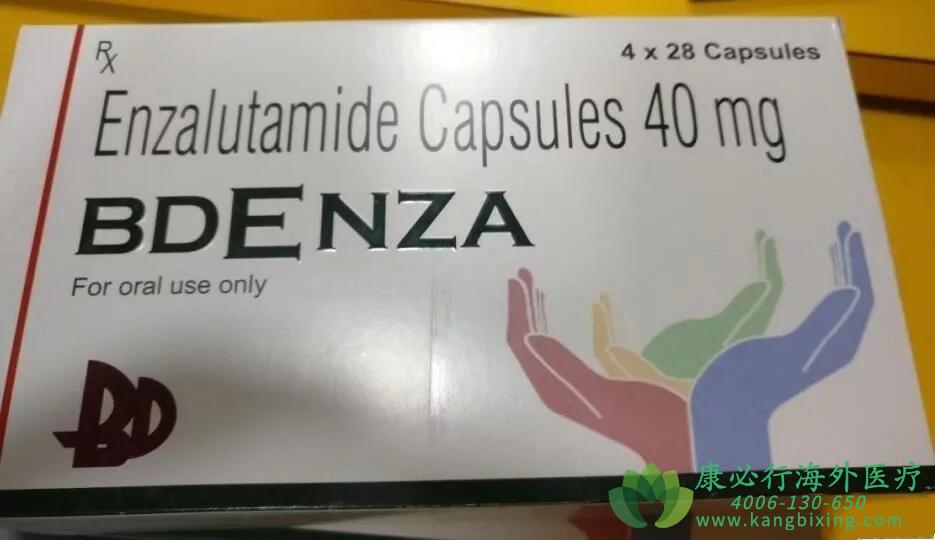 Rx
4 x 28 Capsules
Enzalutamide Capsules 40 mg
BDENZA
For oral use only
BD
康必行海外医疗
4006-130-650
www.kangbixing.com